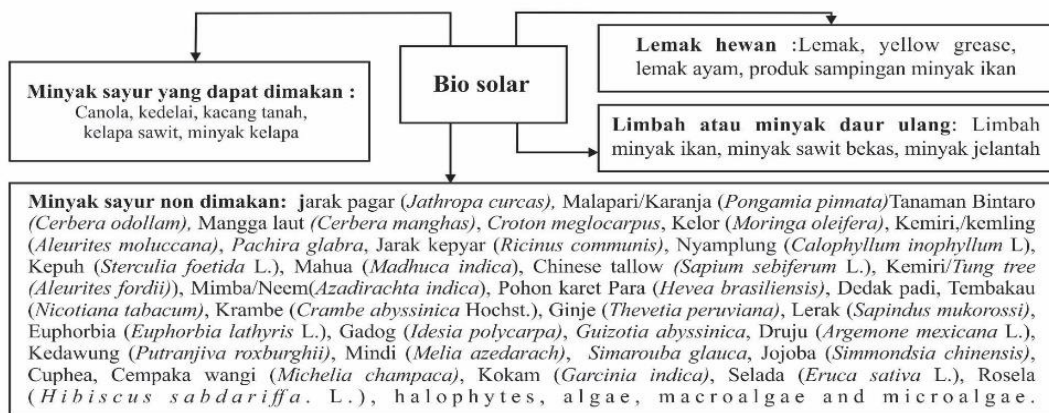 Bio solar
Minyak sayur yang dapat dimakan :
Canola, kedelai, kacang tanah,
kelapa sawit, minyak kelapa
Lemak hewan :Lemak, yellow grease,
lemak ayam, produk sampingan minyak ikan
Limbah atau minyak daur ulang: Limbah
minyak ikan, minyak sawit bekas, minyak jelantah
Minyak sayur non dimakan: jarak pagar (Jathropa curcas), Malapari/Karanja (Pongamia pinnata)Tanaman Bintaro
(Cerbera odollam), Mangga laut (Cerbera manghas), Croton meglocarpus, Kelor (Moringa oleifera), Kemiri,/kemling
(Aleurites moluccana), Pachira glabra, Jarak kepyar (Ricinus communis), Nyamplung (Calophyllum inophyllum L),
Kepuh (Sterculia foetida L.), Mahua (Madhuca indica), Chinese tallow (Sapium sebiferum L.), Kemiri/Tung tree
(Aleurites fordii)), Mimba/Neem(Azadirachta indica), Pohon karet Para (Hevea brasiliensis), Dedak padi, Tembakau
(Nicotiana tabacum), Krambe (Crambe abyssinica Hochst.), Ginje (Thevetia peruviana), Lerak (Sapindus mukorossi),
Euphorbia (Euphorbia lathyris L.), Gadog (Idesia polycarpa), Guizotia abyssinica, Druju (Argemone mexicana L.),
Kedawung (Putranjiva roxburghii), Mindi (Melia azedarach), Simarouba glauca, Jojoba (Simmondsia chinensis),
Cuphea, Cempaka wangi (Michelia champaca), Kokam (Garcinia indica), Selada (Eruca sativa L.), Rosela
(Hibiscus sabdariffa. L.), halophytes, algae, macroalgae and microalgae.